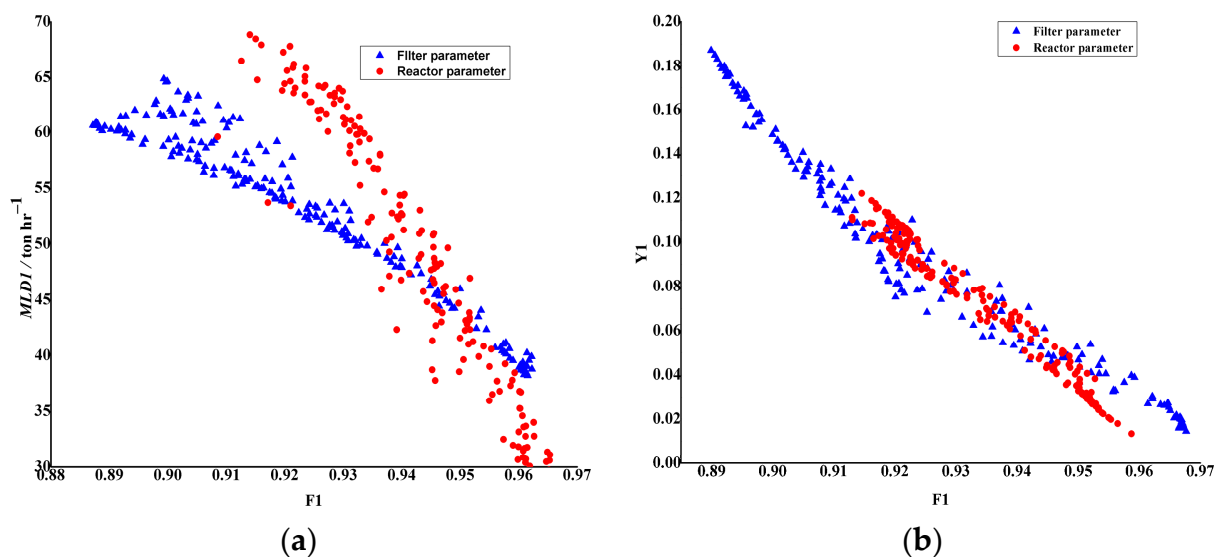 70
65
60
55
50
45
40
35
30
MLD1 / ton hr⁻¹
FIlter parameter
Reactor parameter
0.88 0.89 0.90 0.91 0.92 0.93 0.94 0.95 0.96 0.97
F1
(a)
0.20
0.18
0.16
0.14
0.12
0.10
0.08
0.06
0.04
0.02
0.00
Y1
Filter parameter
Reactor parameter
0.89 0.90 0.91 0.92 0.93 0.94 0.95 0.96 0.97
F1
(b)